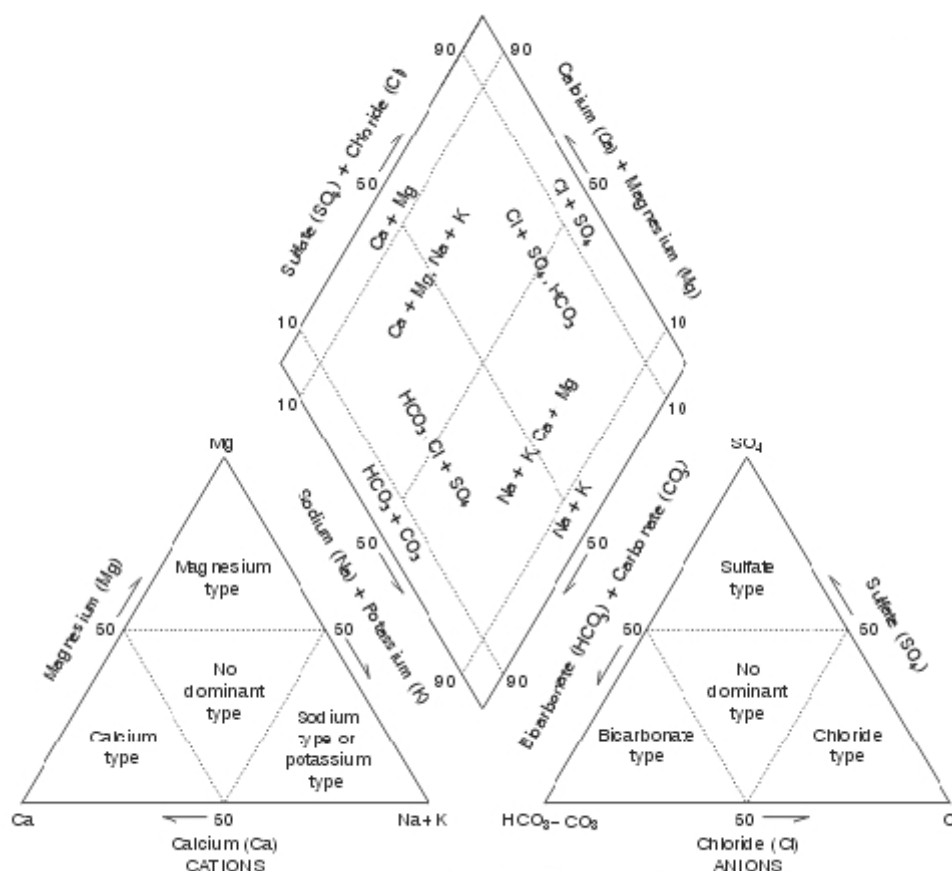 90
90
Sulfate (SO₄) + Chloride (Cl)
Calcium (Ca) + Magnesium (Mg)
50
50
Ca + Mg
Cl + SO₄
Ca + Mg, Na + K
Cl + SO₄, HCO₃
10
10
10
10
HCO₃, Cl + SO₄
Na + K, Ca + Mg
HCO₃ + CO₃
Na + K
Mg
SO₄
Sodium (Na) + Potassium (K)
Bicarbonate (HCO₃) + Carbonate (CO₃)
50
50
Magnesium (Mg)
Magnesium
type
Sulfate
type
Sulfate (SO₄)
50
50
50
50
No
dominant
type
No
dominant
type
90
90
Calcium
type
Sodium
type or
potassium
type
Bicarbonate
type
Chloride
type
Ca
50
Na + K
HCO₃ – CO₃
50
Calcium (Ca)
CATIONS
Chloride (Cl)
ANIONS